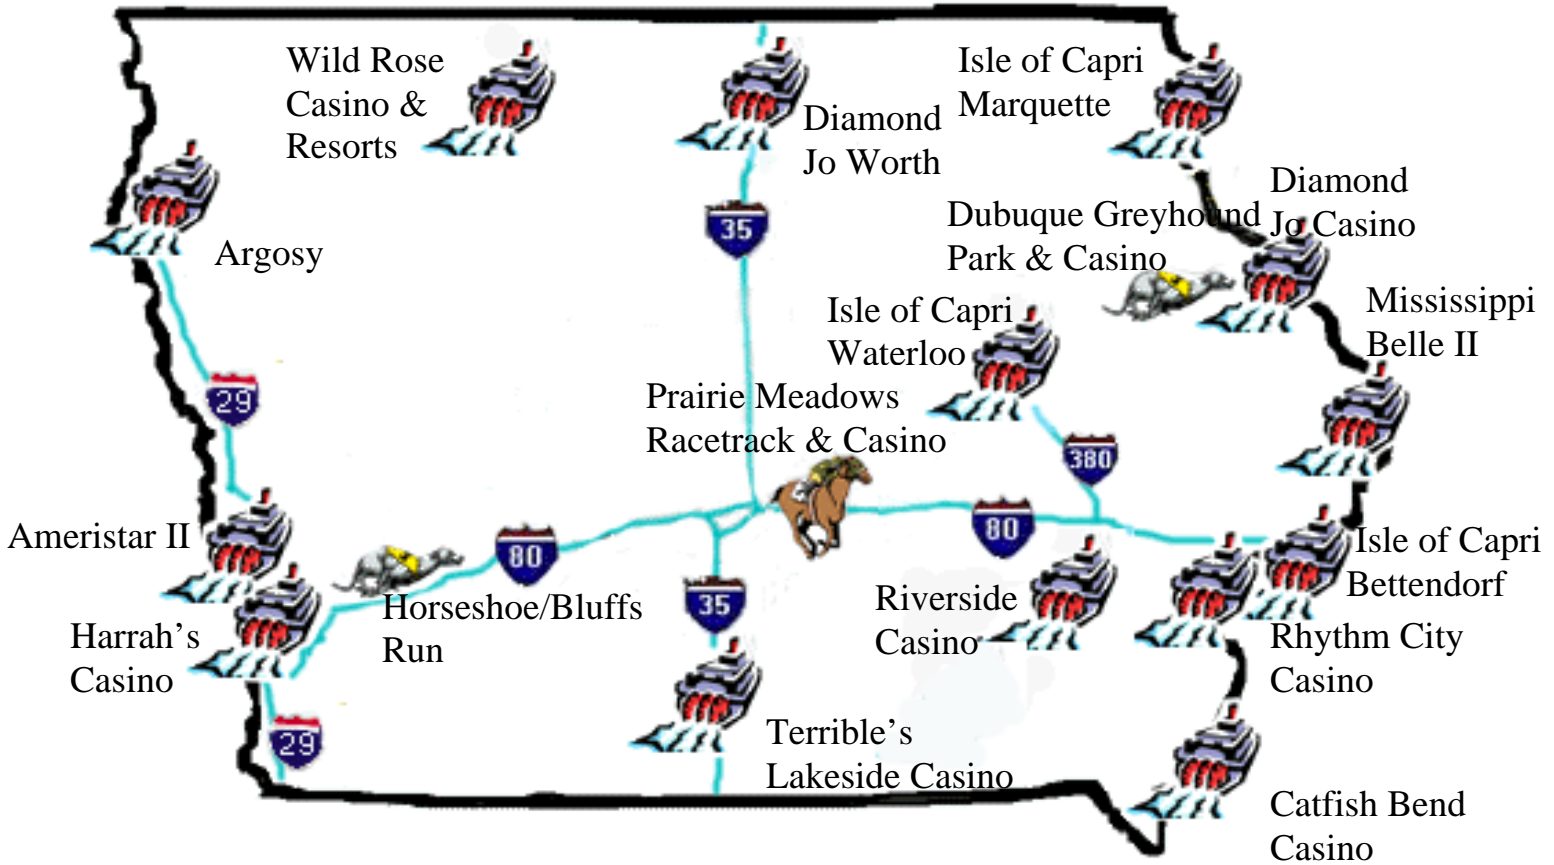 Wild Rose
Casino &
Resorts
Isle of Capri
Marquette
Diamond
Jo Worth
Diamond
Jo Casino
Argosy
35
Dubuque Greyhound
Park & Casino
Isle of Capri
Waterloo
Mississippi
Belle II
29
Prairie Meadows
Racetrack & Casino
380
Ameristar II
80
80
Isle of Capri
Bettendorf
Horseshoe/Bluffs
Run
35
Riverside
Casino
Harrah’s
Casino
Rhythm City
Casino
29
Terrible’s
Lakeside Casino
Catfish Bend
Casino